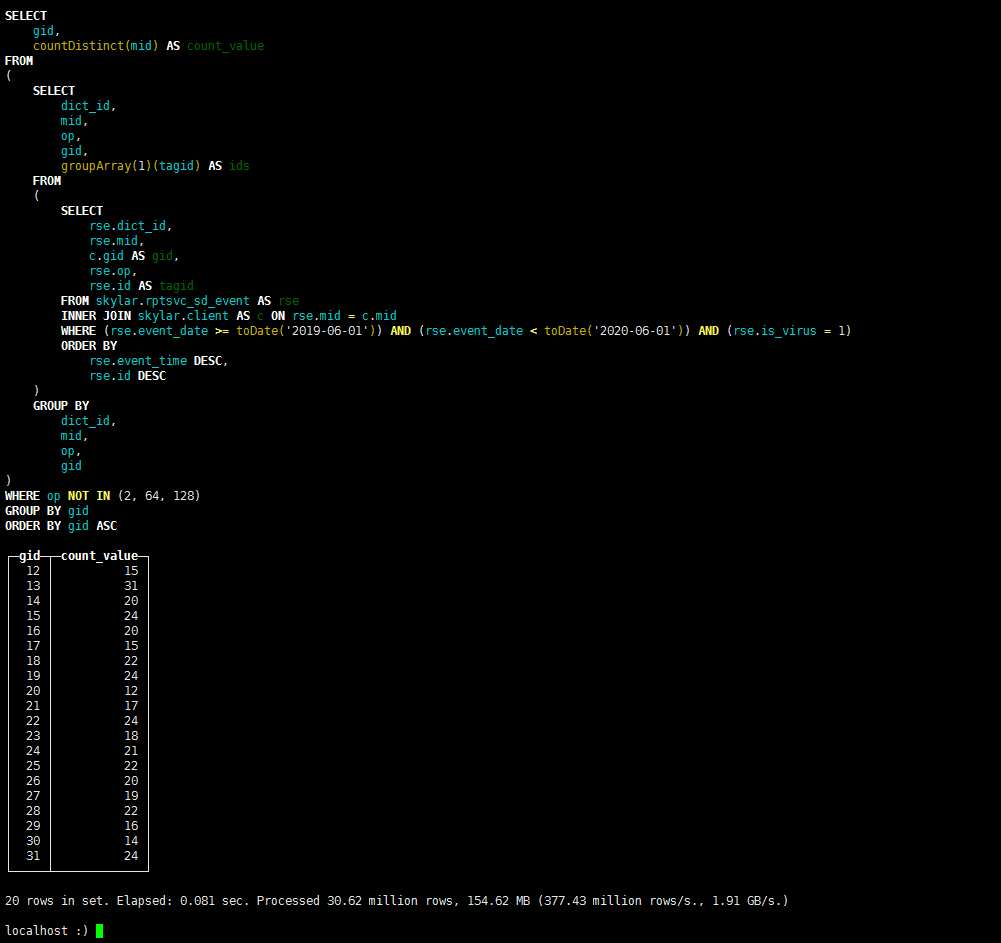 SELECT
    gid,
    countDistinct(mid) AS count_value
FROM
(
    SELECT
        dict_id,
        mid,
        op,
        gid,
        groupArray(1)(tagid) AS ids
    FROM
    (
        SELECT
            rse.dict_id,
            rse.mid,
            c.gid AS gid,
            rse.op,
            rse.id AS tagid
        FROM skylar.rptsvc_sd_event AS rse
        INNER JOIN skylar.client AS c ON rse.mid = c.mid
        WHERE (rse.event_date >= toDate('2019-06-01')) AND (rse.event_date < toDate('2020-06-01')) AND (rse.is_virus = 1)
        ORDER BY
            rse.event_time DESC,
            rse.id DESC
    )
    GROUP BY
        dict_id,
        mid,
        op,
        gid
)
WHERE op NOT IN (2, 64, 128)
GROUP BY gid
ORDER BY gid ASC
gid count_value
12 15
13 31
14 20
15 24
16 20
17 15
18 22
19 24
20 12
21 17
22 24
23 18
24 21
25 22
26 20
27 19
28 22
29 16
30 14
31 24
20 rows in set. Elapsed: 0.081 sec. Processed 30.62 million rows, 154.62 MB (377.43 million rows/s., 1.91 GB/s.)
localhost :)